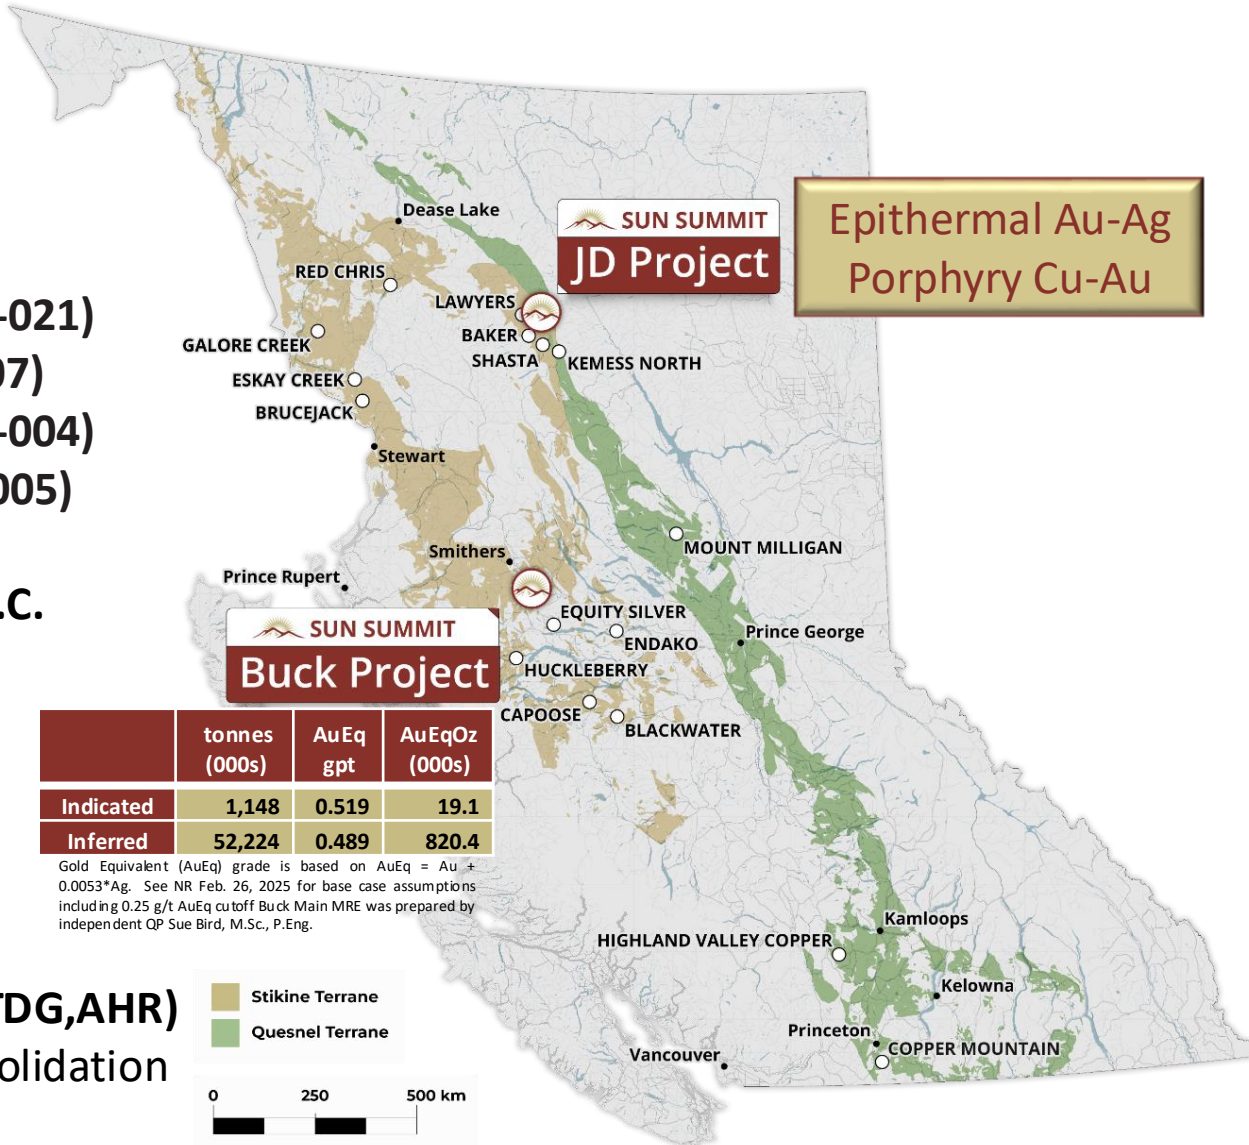 Dease Lake
SUN SUMMIT
JD Project
Epithermal Au-Ag
Porphyry Cu-Au
RED CHRIS
LAWYERS
-021)
BAKER
GALORE CREEK
SHASTA
KEMESS NORTH
07)
ESKAY CREEK
BRUCEJACK
-004)
Stewart
005)
MOUNT MILLIGAN
Smithers
Prince Rupert
.C.
EQUITY SILVER
SUN SUMMIT
Buck Project
ENDAKO
Prince George
HUCKLEBERRY
CAPOOSE
BLACKWATER
tonnes (000s) AuEq gpt AuEqOz (000s)
Indicated 1,148 0.519 19.1
Inferred 52,224 0.489 820.4
Gold Equivalent (AuEq) grade is based on AuEq = Au +
0.0053*Ag. See NR Feb. 26, 2025 for base case assumptions
including 0.25 g/t AuEq cutoff Buck Main MRE was prepared by
independent QP Sue Bird, M.Sc., P.Eng.
Kamloops
HIGHLAND VALLEY COPPER
Kelowna
TDG,AHR)
Stikine Terrane
Quesnel Terrane
Princeton
COPPER MOUNTAIN
Vancouver
olidation
0 250 500 km